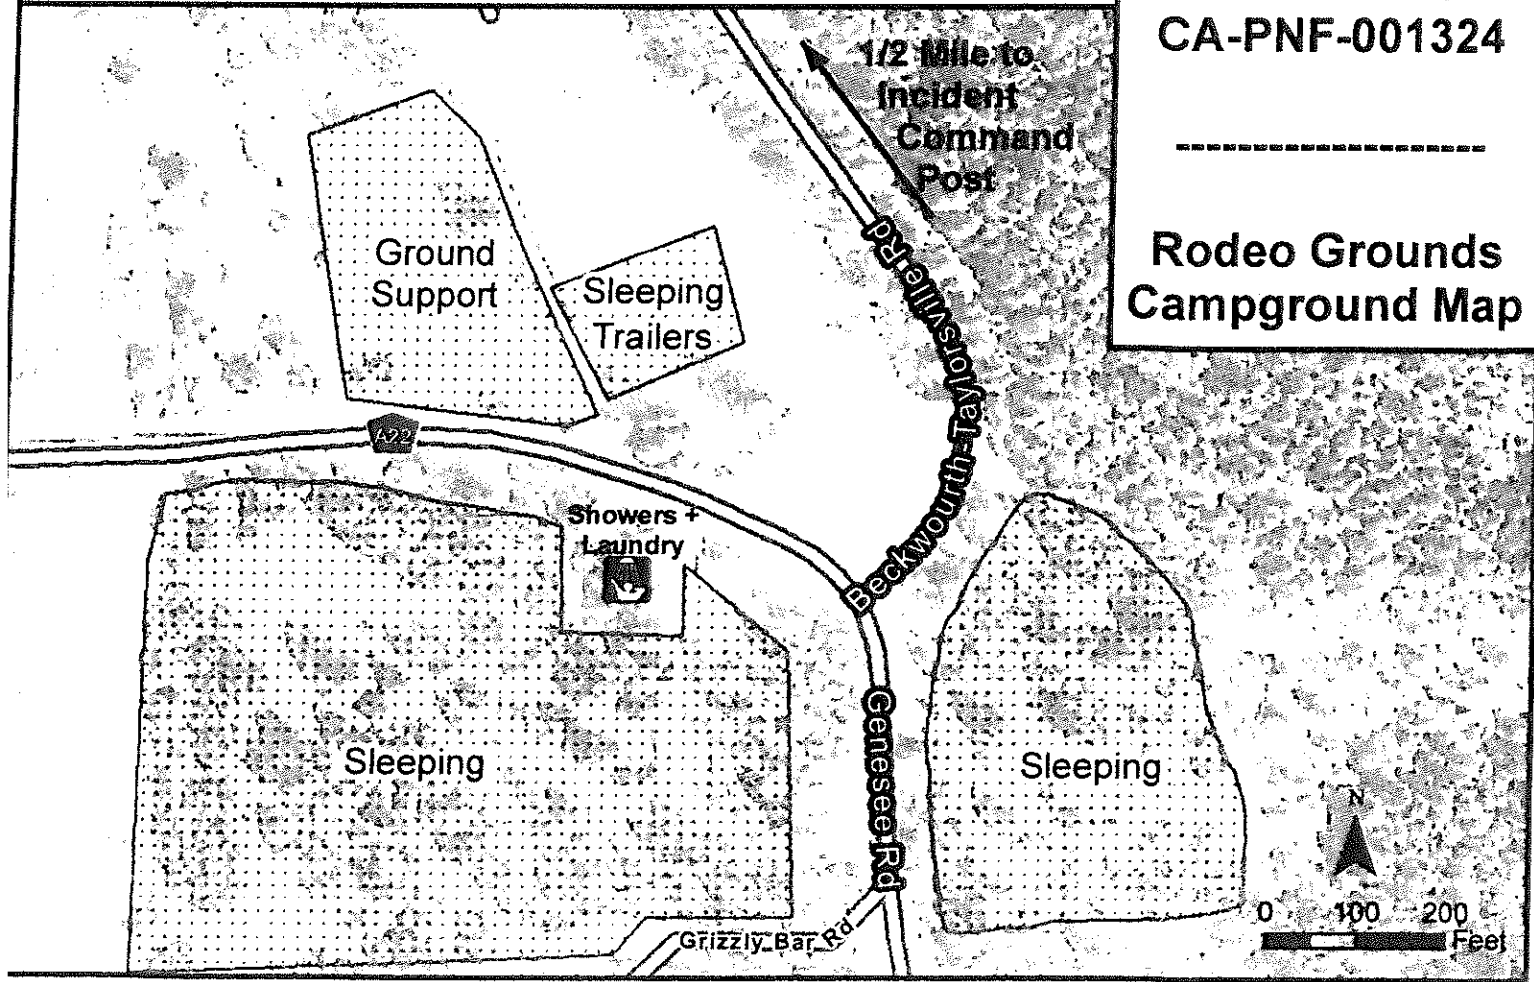 CA-PNF-001324
--------------------
Rodeo Grounds
Campground Map
1/2 Mile to
Incident
Command
Post
Ground
Support
Sleeping
Trailers
Beckwourth-Taylorsville Rd
A22
Showers +
Laundry
Sleeping
Genesee Rd
Sleeping
Grizzly Bar Rd
N
0 100 200
Feet